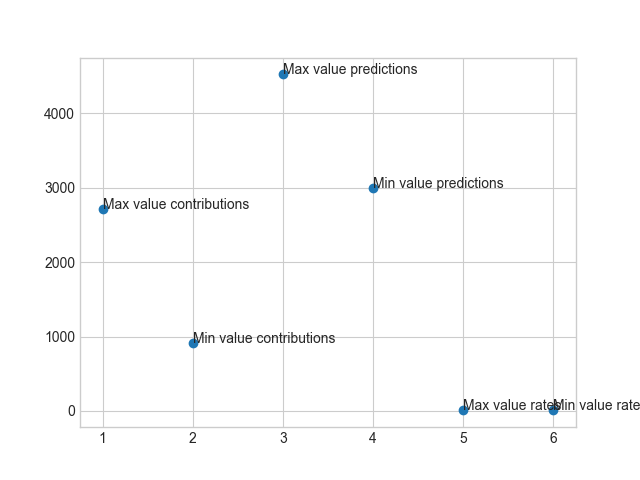 Max value predictions
4000
Min value predictions
3000
Max value contributions
2000
Min value contributions
1000
Max value rates
Min value rate
0
1 2 3 4 5 6